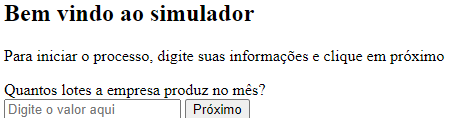 Bem vindo ao simulador
Para iniciar o processo, digite suas informações e clique em próximo
Quantos lotes a empresa produz no mês?
Digite o valor aqui Próximo